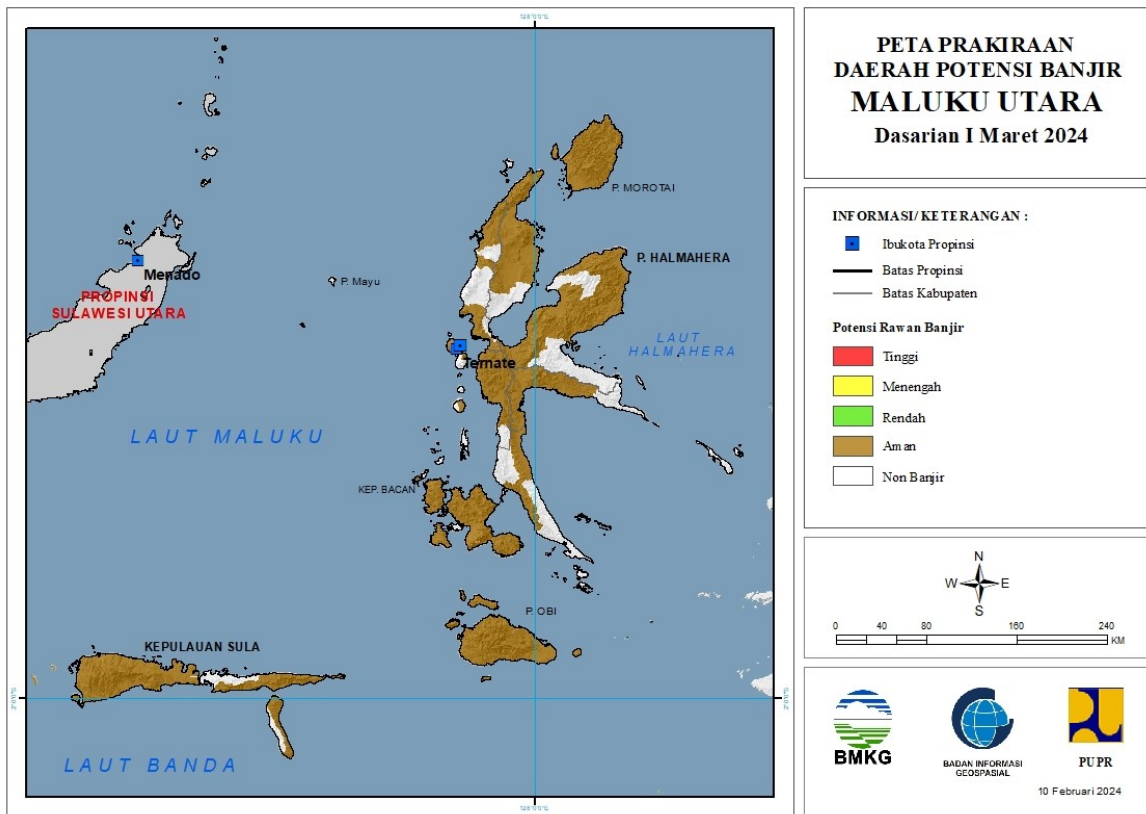 PETA PRAKIRAAN
DAERAH POTENSI BANJIR
MALUKU UTARA
Dasarian I Maret 2024
INFORMASI/ KETERANGAN :
Ibukota Propinsi
Batas Propinsi
Batas Kabupaten
Potensi Rawan Banjir
Tinggi
Menengah
Rendah
Aman
Non Banjir
N
W E
S
0 40 80 160 240
KM
BMKG
BADAN INFORMASI
GEOSPASIAL
PUPR
10 Februari 2024
P. MOROTAI
P. HALMAHERA
Menado
P. Mayu
PROPINSI
SULAWESI UTARA
LAUT
HALMAHERA
Ternate
LAUT MALUKU
KEP. BACAN
P. OBI
KEPULAUAN SULA
LAUT BANDA